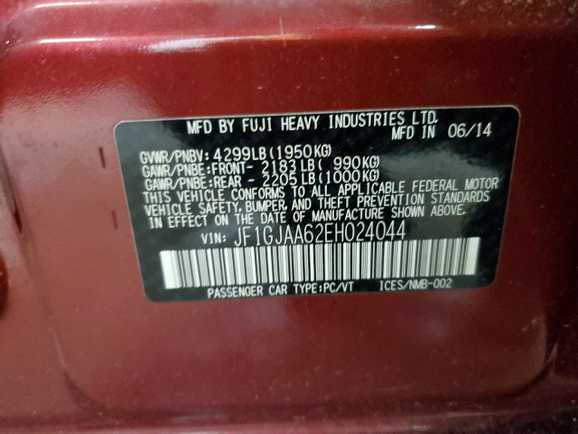 MFD BY FUJI HEAVY INDUSTRIES LTD.
MFD IN 06/14
GVWR/PNBV: 4299LB(1950KG)
GAWR/PNBE:FRONT- 2183LB( 990KG)
GAWR/PNBE:REAR - 2205LB(1000KG)
THIS VEHICLE CONFORMS TO ALL APPLICABLE FEDERAL MOTOR
VEHICLE SAFETY,BUMPER, AND THEFT PREVENTION STANDARDS
IN EFFECT ON THE DATE OF MANUFACTURE SHOWN ABOVE.
VIN: JF1GJAA62EH024044
PASSENGER CAR TYPE:PC/VT ICES/NMB-002